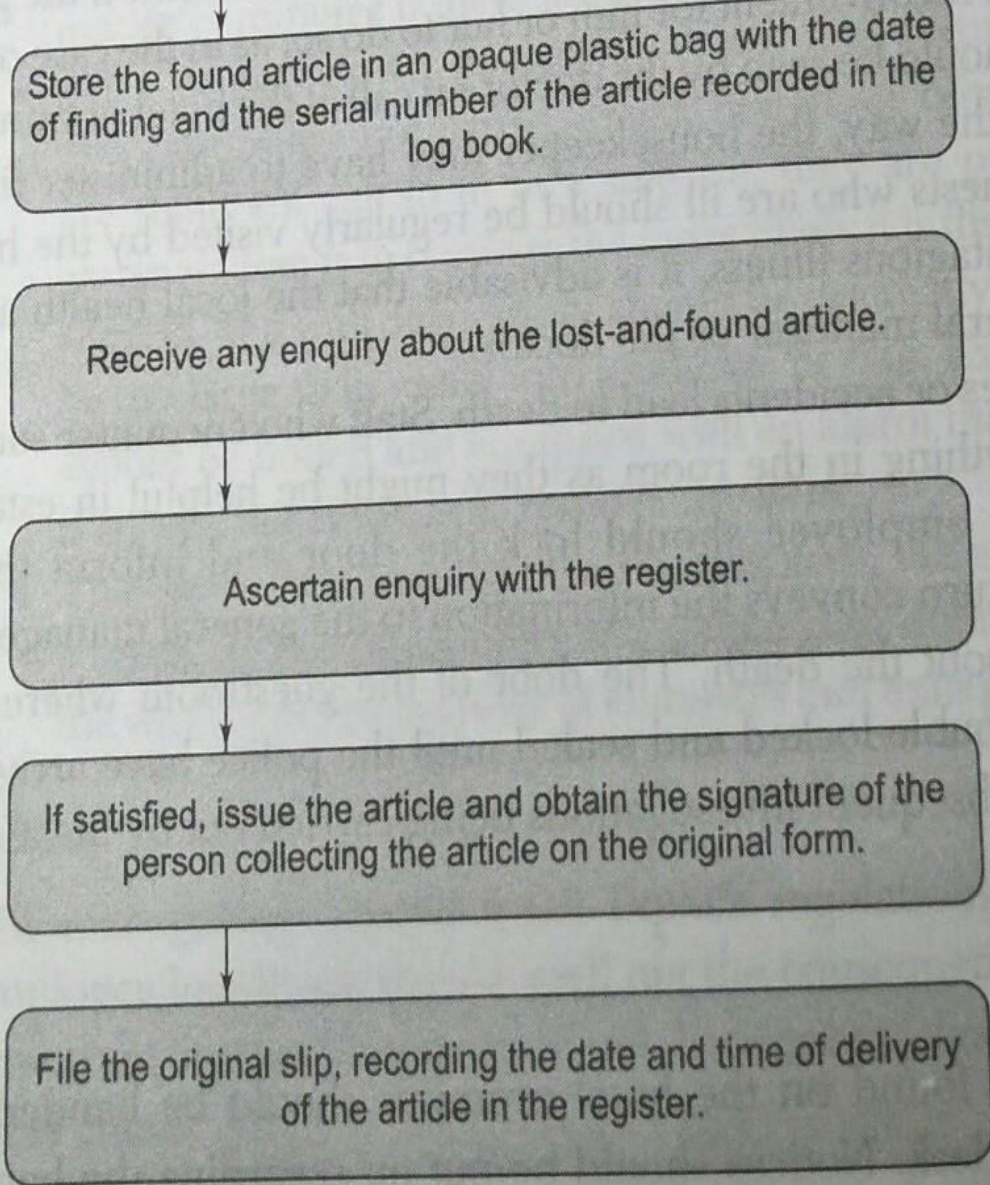 Store the found article in an opaque plastic bag with the date
of finding and the serial number of the article recorded in the
log book.
Receive any enquiry about the lost-and-found article.
Ascertain enquiry with the register.
If satisfied, issue the article and obtain the signature of the
person collecting the article on the original form.
File the original slip, recording the date and time of delivery
of the article in the register.